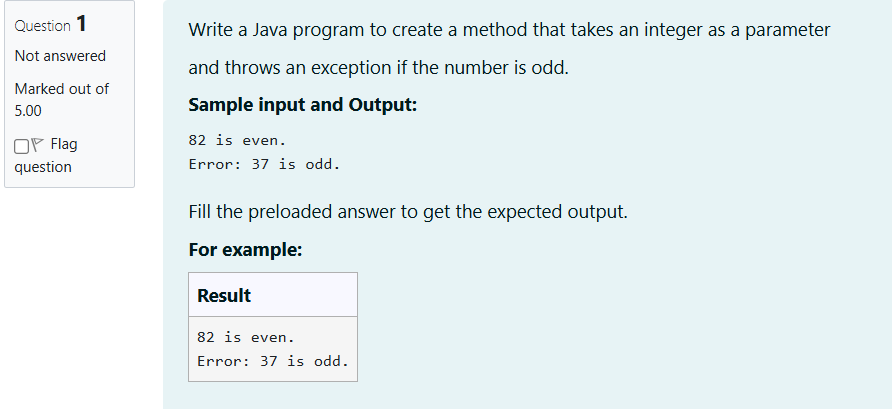 Question 1
Not answered
Marked out of
5.00
Flag
question
Write a Java program to create a method that takes an integer as a parameter
and throws an exception if the number is odd.
Sample input and Output:
82 is even.
Error: 37 is odd.
Fill the preloaded answer to get the expected output.
For example:
Result
82 is even.
Error: 37 is odd.